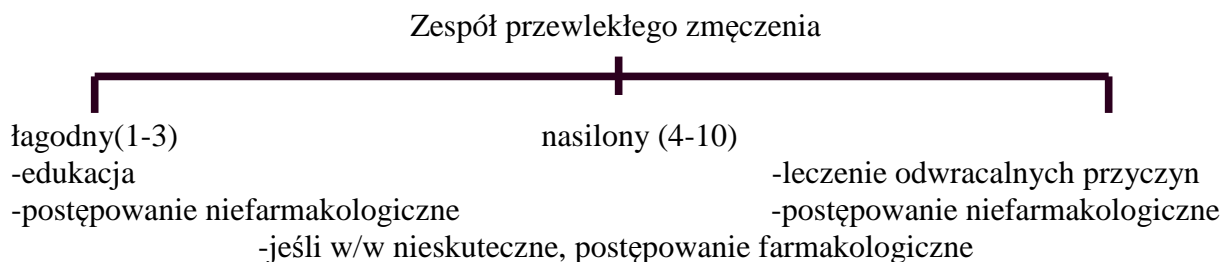 Zespół przewlekłego zmęczenia
łagodny(1-3) nasilony (4-10)
-edukacja -leczenie odwracalnych przyczyn
-postępowanie niefarmakologiczne -postępowanie niefarmakologiczne
-jeśli w/w nieskuteczne, postępowanie farmakologiczne